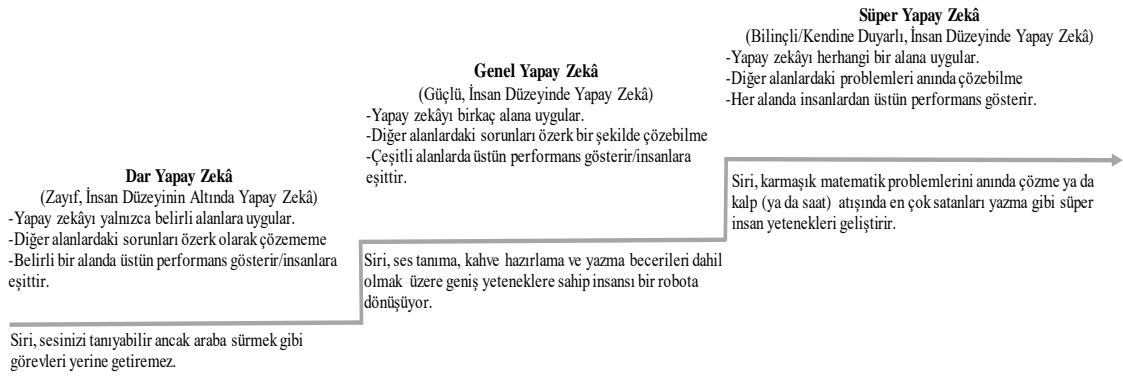 Dar Yapay Zekâ
(Zayıf, İnsan Düzeyinin Altında Yapay Zekâ)
-Yapay zekâyı yalnızca belirli alanlara uygular.
-Diğer alanlardaki sorunları özerk olarak çözememe
-Belirli bir alanda üstün performans gösterir/insanlara
eşittir.
Siri, sesinizi tanıyabilir ancak araba sürmek gibi
görevleri yerine getiremez.
Genel Yapay Zekâ
(Güçlü, İnsan Düzeyinde Yapay Zekâ)
-Yapay zekâyı birkaç alana uygular.
-Diğer alanlardaki sorunları özerk bir şekilde çözebilme
-Çeşitli alanlarda üstün performans gösterir/insanlara
eşittir.
Siri, ses tanıma, kahve hazırlama ve yazma becerileri dahil
olmak üzere geniş yeteneklere sahip insansı bir robota
dönüşüyor.
Süper Yapay Zekâ
(Bilinçli/Kendine Duyarlı, İnsan Düzeyinde Yapay Zekâ)
-Yapay zekâyı herhangi bir alana uygular.
-Diğer alanlardaki problemleri anında çözebilme
-Her alanda insanlardan üstün performans gösterir.
Siri, karmaşık matematik problemlerini anında çözme ya da
kalp (ya da saat) atışında en çok satanları yazma gibi süper
insan yetenekleri geliştirir.